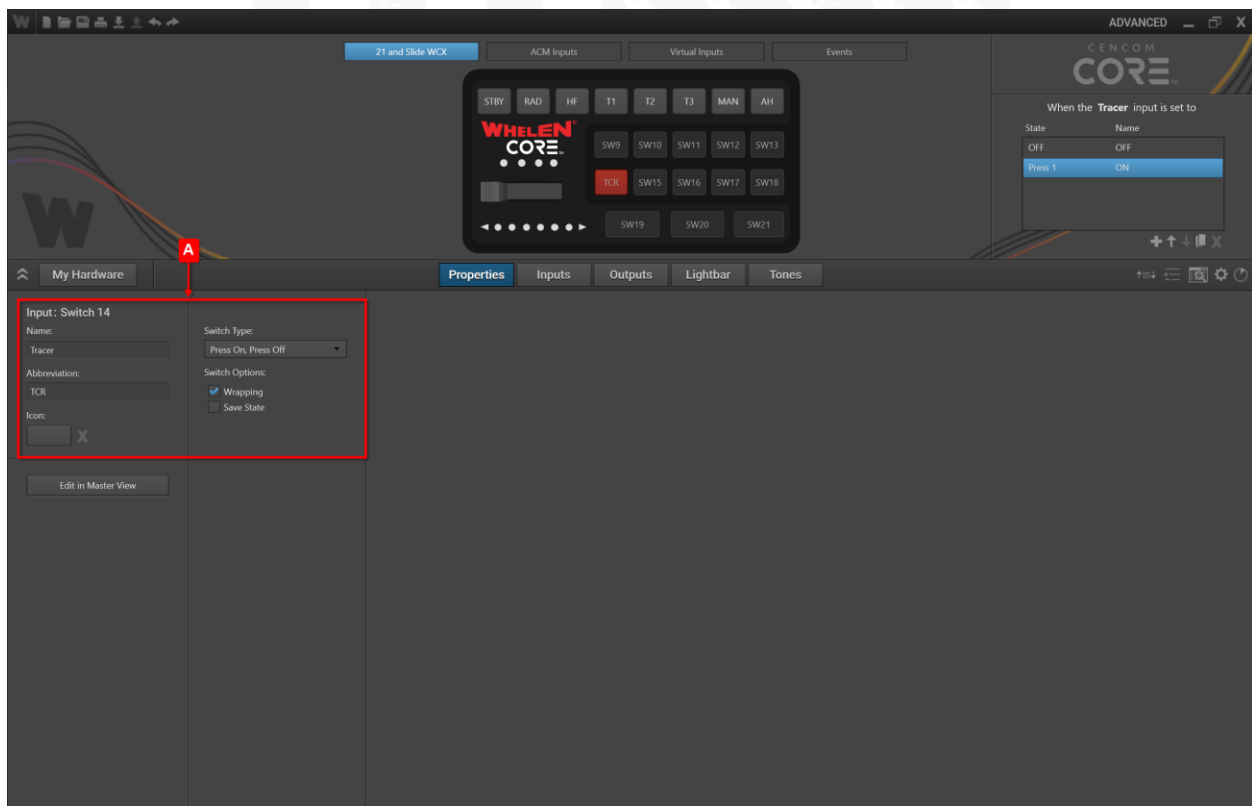 ADVANCED
21 and Slide WCX ACM Inputs Virtual Inputs Events
CENCOM
CORE™
STBY RAD HF T1 T2 T3 MAN AH
WHELEN®
CORE™
SW9 SW10 SW11 SW12 SW13
TCR SW15 SW16 SW17 SW18
SW19 SW20 SW21
When the Tracer input is set to
State Name
OFF OFF
Press 1 ON
A
My Hardware Properties Inputs Outputs Lightbar Tones
Input: Switch 14
Name:
Tracer
Abbreviation:
TCR
Icon:
X
Switch Type:
Press On, Press Off
Switch Options:
Wrapping
Save State
Edit in Master View